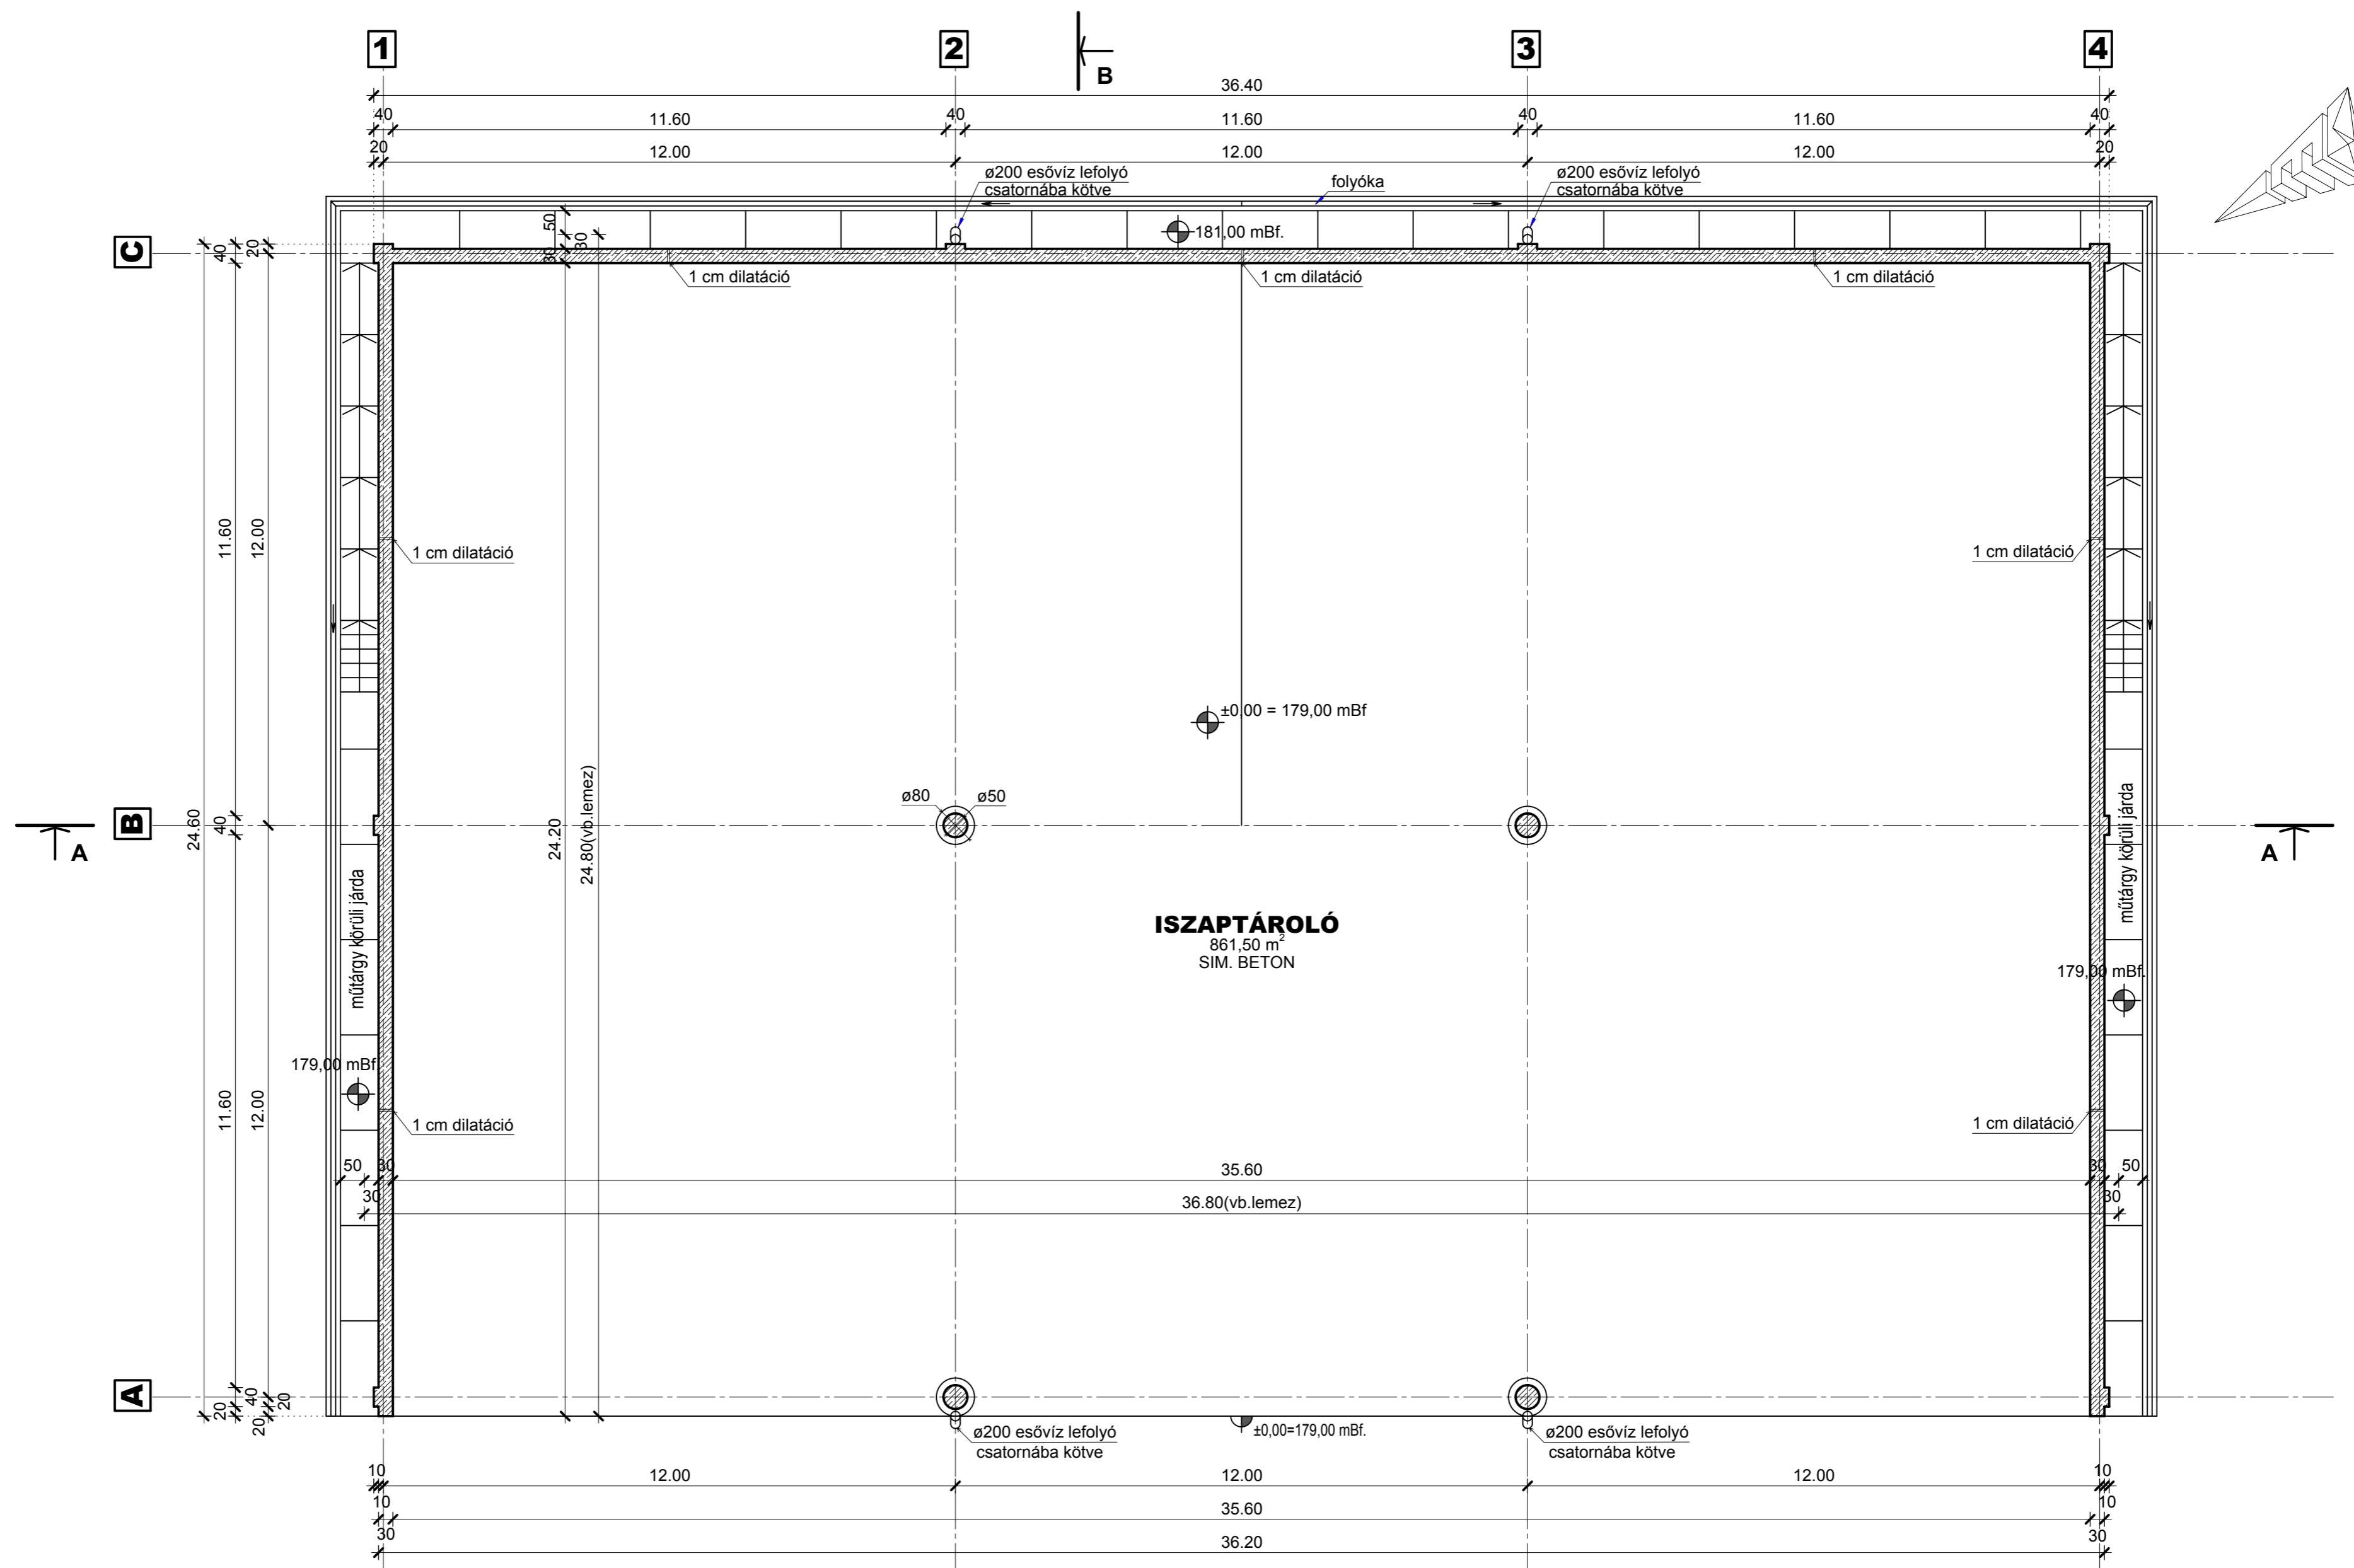 1
2
3
4
B
36.40
40
11.60
40
11.60
40
11.60
40
20
12.00
12.00
12.00
20
ø200 esővíz lefolyó
csatornába kötve
folyóka
ø200 esővíz lefolyó
csatornába kötve
C
40
20
50
30
30
181,00 mBf.
1 cm dilatáció
1 cm dilatáció
1 cm dilatáció
11.60
12.00
1 cm dilatáció
1 cm dilatáció
±0,00 = 179,00 mBf
B
A
24.60
40
24.20
24.80(vb.lemez)
ø80
ø50
műtárgy körüli járda
A
műtárgy körüli járda
ISZAPTÁROLÓ
861,50 m²
SIM. BETON
179,00 mBf.
179,00 mBf.
11.60
12.00
1 cm dilatáció
1 cm dilatáció
50
30
35.60
30
50
30
36.80(vb.lemez)
30
A
20
40
20
20
ø200 esővíz lefolyó
csatornába kötve
±0,00=179,00 mBf.
ø200 esővíz lefolyó
csatornába kötve
10
12.00
12.00
12.00
10
10
35.60
10
30
36.20
30